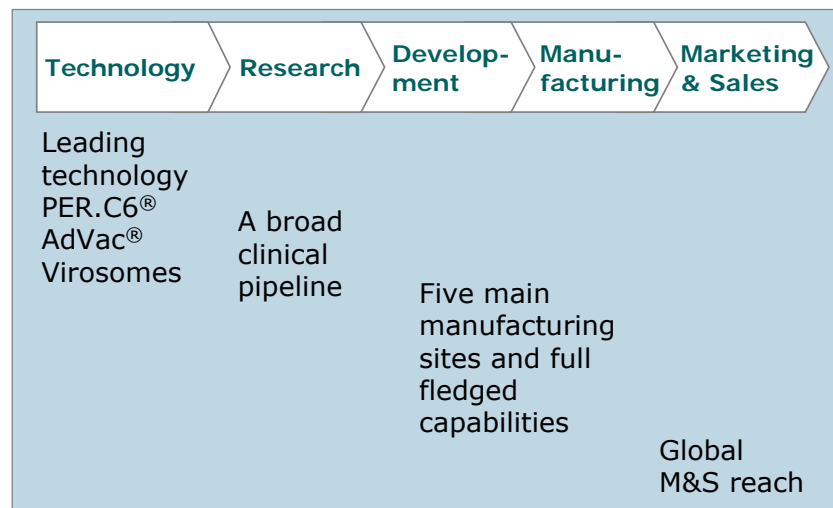 Technology
Research
Develop-
ment
Manu-
facturing
Marketing
& Sales
Leading
technology
PER.C6®
AdVac®
Virosomes
A broad
clinical
pipeline
Five main
manufacturing
sites and full
fledged
capabilities
Global
M&S reach